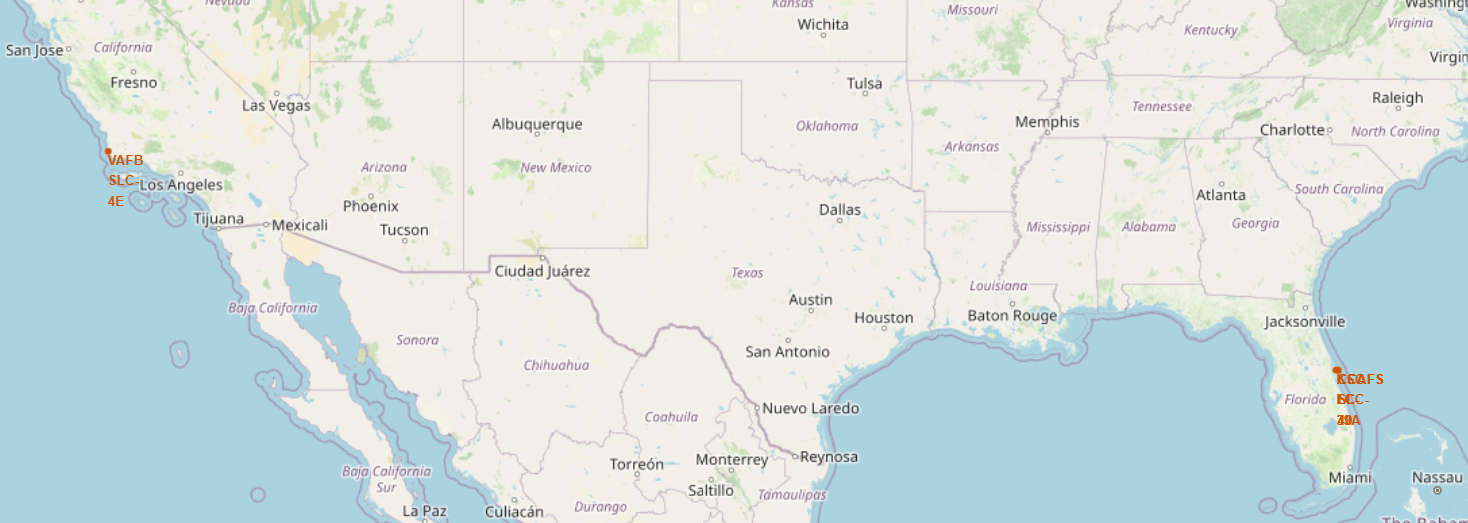 Nevada
Kansas
Missouri
Washingt
Wichita
Kentucky
Virginia
San Jose
California
Virgin
Fresno
Tulsa
Las Vegas
Raleigh
Tennessee
Albuquerque
Memphis
Oklahoma
Charlotte
North Carolina
Arkansas
VAFB
SLC-
4E
Arizona
New Mexico
Los Angeles
South Carolina
Atlanta
Phoenix
Dallas
Tijuana
Mexicali
Tucson
Mississippi
Alabama
Georgia
Ciudad Juárez
Texas
Louisiana
Austin
Baja California
Houston
Baton Rouge
Jacksonville
Sonora
San Antonio
Chihuahua
Florida
Nuevo Laredo
Coahuila
Reynosa
Monterrey
Torreón
Baja California
Sur
Miami
Nassau
Saltillo
Tamaulipas
Durango
La Paz
Culiacán
The Baham